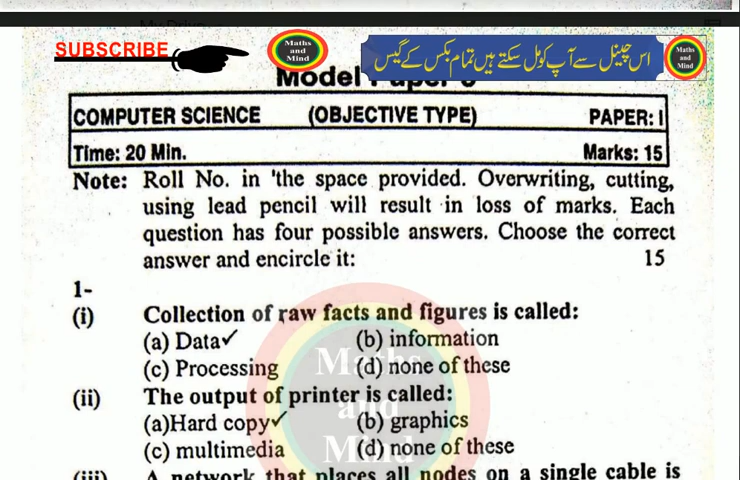 SUBSCRIBE
Maths
and
Mind
اس چینل سے آپ کو مل سکتے ہیں تمام بکس کے گیس
Maths
and
Mind
Model Paper
COMPUTER SCIENCE (OBJECTIVE TYPE) PAPER: I
Time: 20 Min. Marks: 15
Note: Roll No. in 'the space provided. Overwriting, cutting,
using lead pencil will result in loss of marks. Each
question has four possible answers. Choose the correct
answer and encircle it: 15
1-
(i) Collection of raw facts and figures is called:
(a) Data✓ (b) information
(c) Processing (d) none of these
(ii) The output of printer is called:
(a)Hard copy✓ (b) graphics
(c) multimedia (d) none of these
(iii) A network that places all nodes on a single cable is
Maths
and
Mind